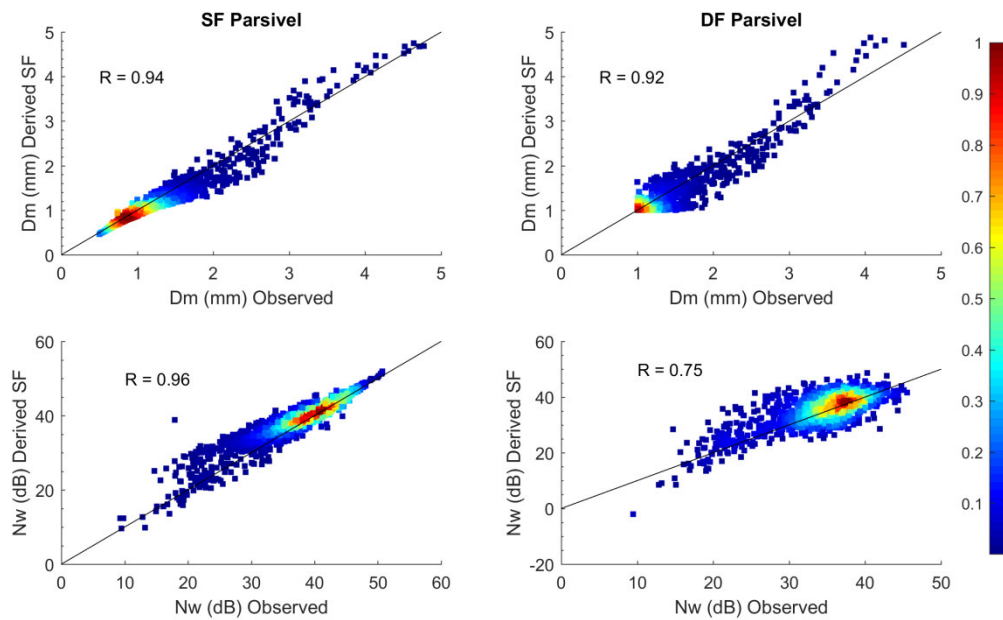 SF Parsivel
DF Parsivel
5
4
3
2
1
0
Dm (mm) Derived SF
R = 0.94
0 1 2 3 4 5
Dm (mm) Observed
5
4
3
2
1
0
Dm (mm) Derived SF
R = 0.92
0 1 2 3 4 5
Dm (mm) Observed
60
40
20
0
Nw (dB) Derived SF
R = 0.96
0 10 20 30 40 50 60
Nw (dB) Observed
60
40
20
0
-20
Nw (dB) Derived SF
R = 0.75
0 10 20 30 40 50
Nw (dB) Observed
1
0.9
0.8
0.7
0.6
0.5
0.4
0.3
0.2
0.1